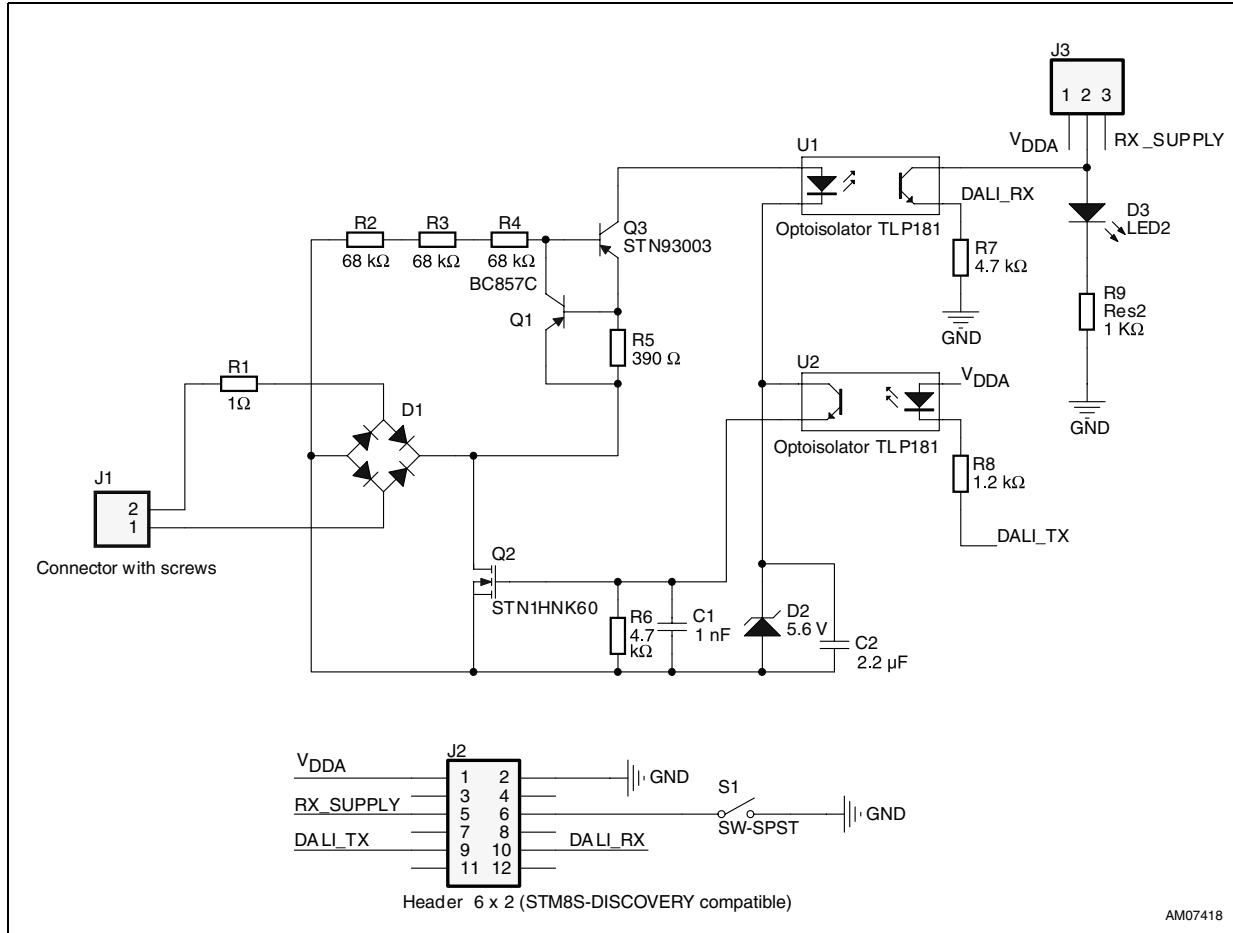 J3
1 2 3
VDDA
RX_SUPPLY
U1
DALI_RX
Optoisolator TLP181
D3
LED2
R7
4.7 kΩ
GND
R9
Res2
1 KΩ
GND
R2
68 kΩ
R3
68 kΩ
R4
68 kΩ
Q3
STN93003
BC857C
Q1
R5
390 Ω
U2
VDDA
Optoisolator TLP181
R8
1.2 kΩ
DALI_TX
R1
1Ω
D1
J1
2
1
Connector with screws
Q2
STN1HNK60
R6
4.7
kΩ
C1
1 nF
D2
5.6 V
C2
2.2 µF
J2
VDDA
1 2
GND
3 4
RX_SUPPLY
5 6
S1
SW-SPST
GND
7 8
DALI_TX
9 10
DALI_RX
11 12
Header 6 x 2 (STM8S-DISCOVERY compatible)
AM07418